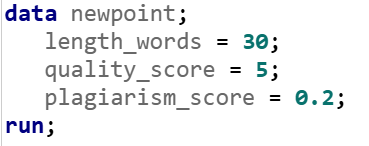 data newpoint;
length_words = 30;
quality_score = 5;
plagiarism_score = 0.2;
run;